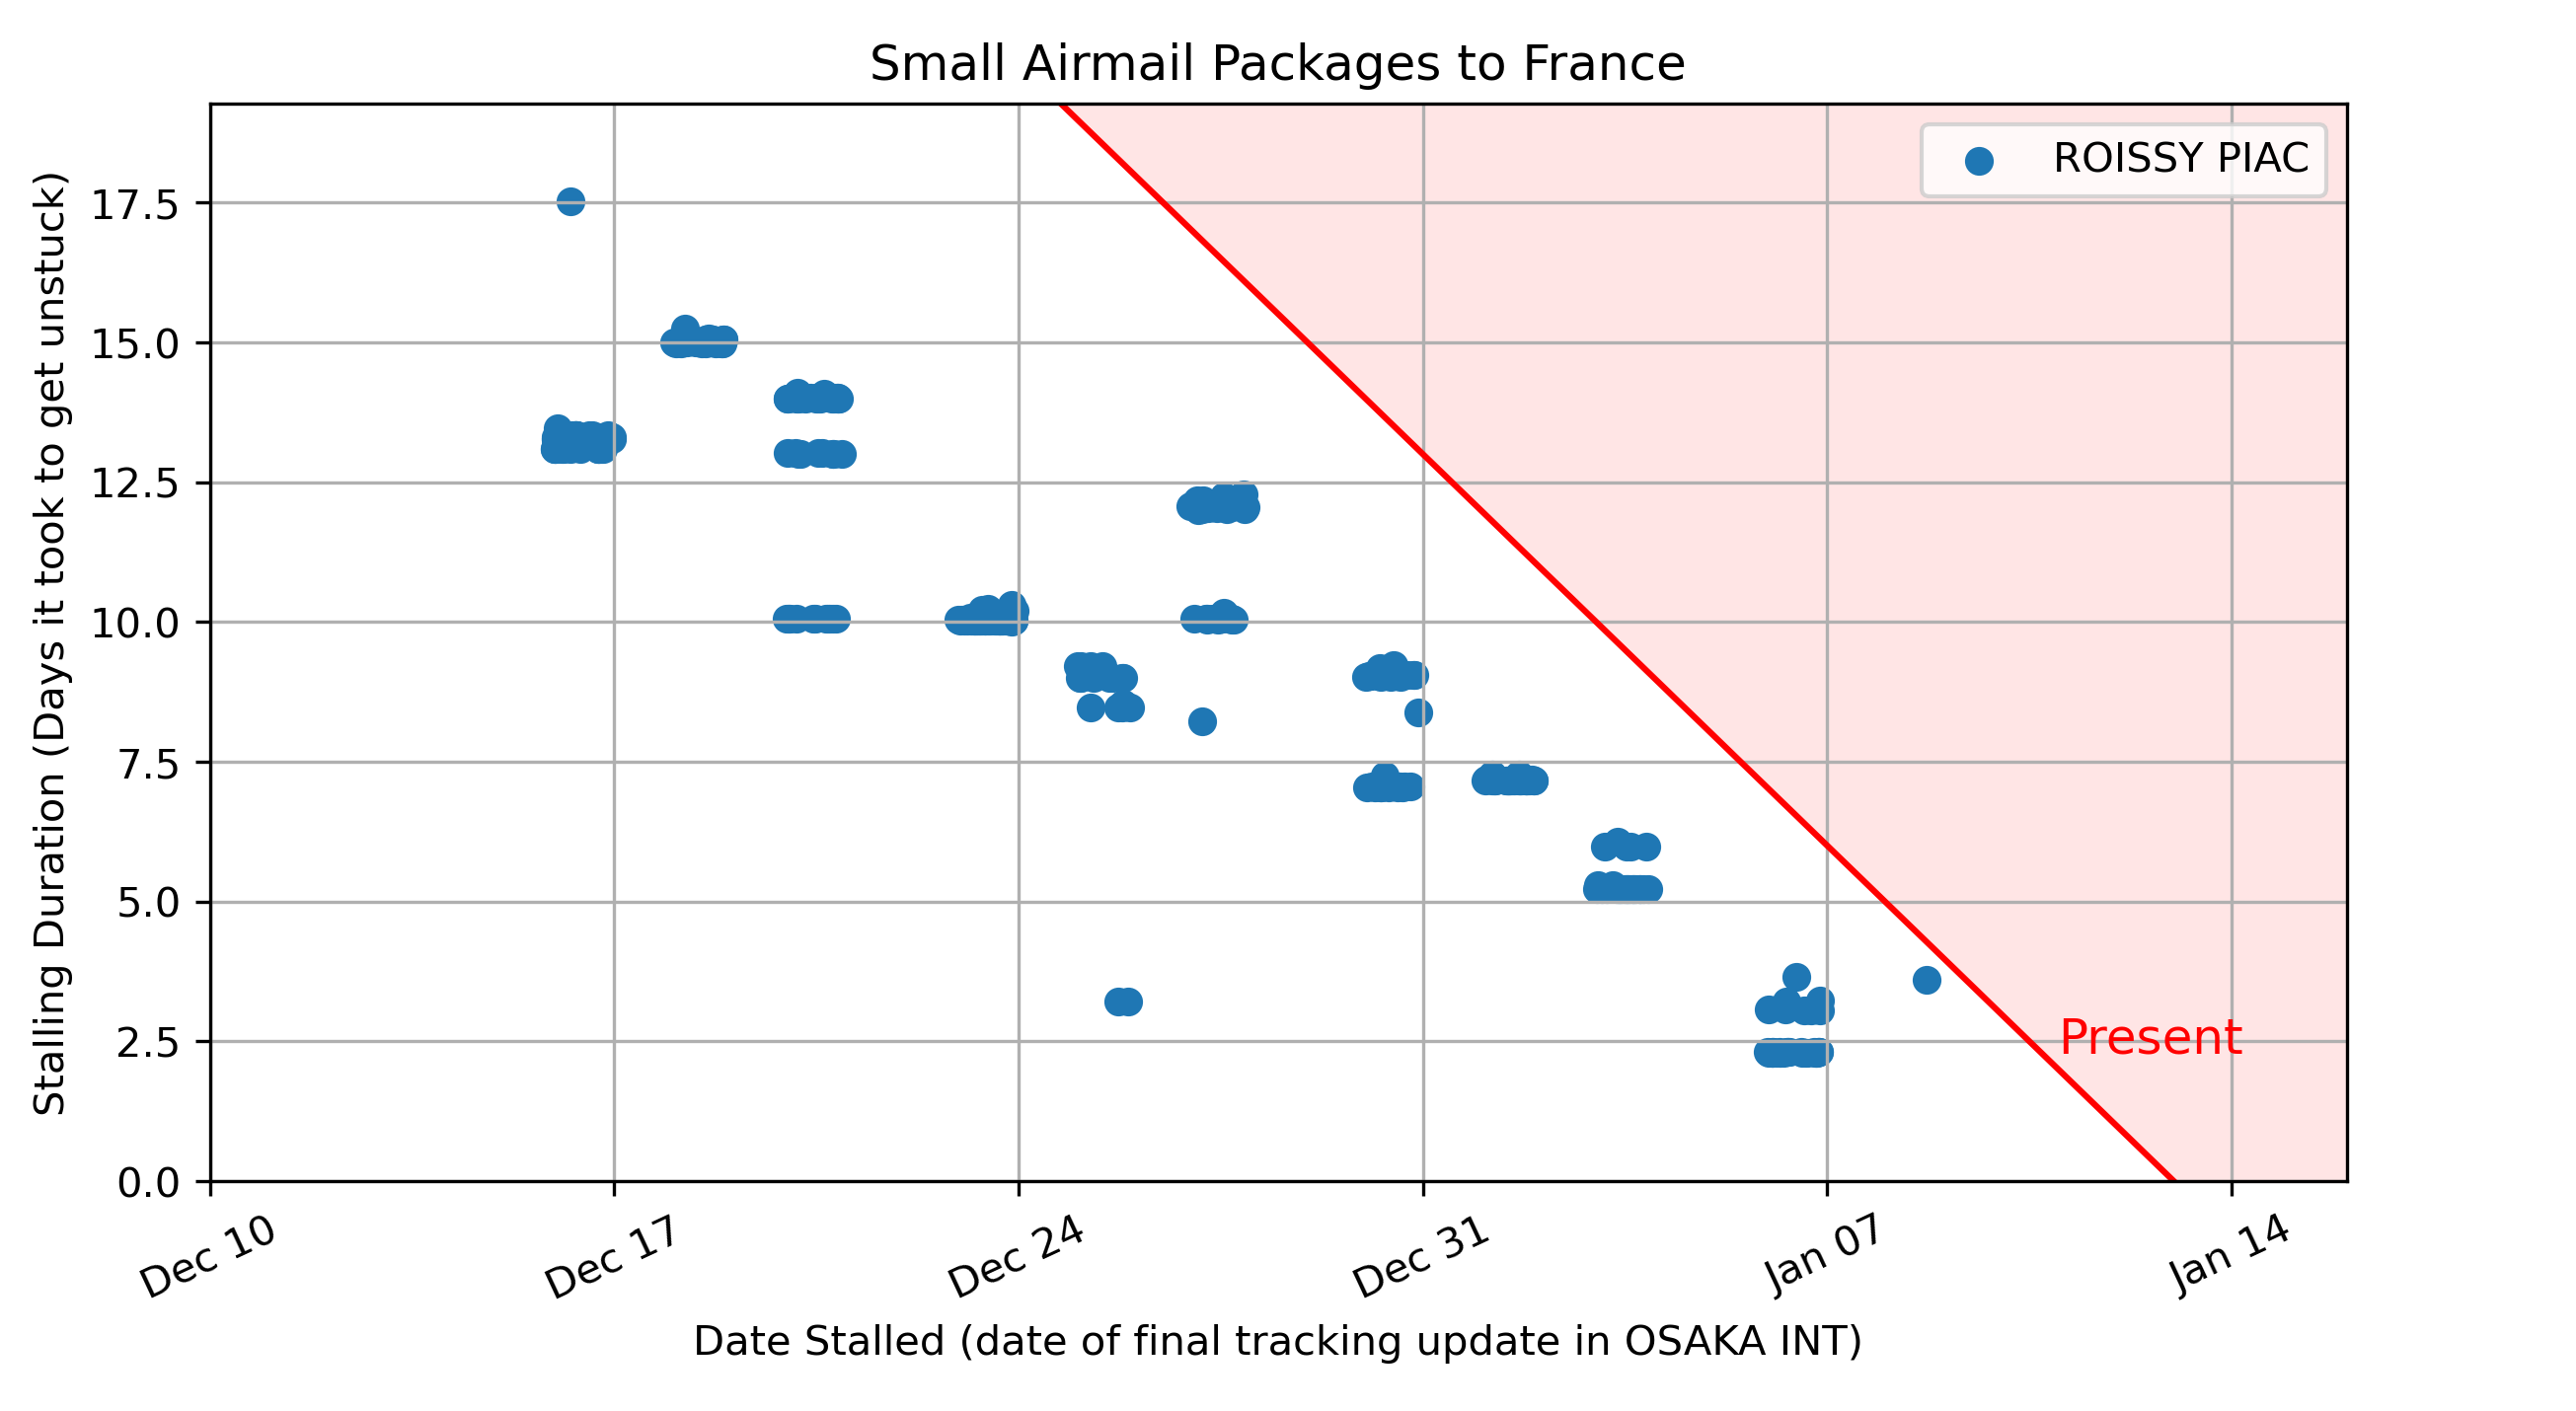 Small Airmail Packages to France
ROISSY PIAC
Stalling Duration (Days it took to get unstuck)
17.5
15.0
12.5
10.0
7.5
5.0
2.5
0.0
Present
Dec 10
Dec 17
Dec 24
Dec 31
Jan 07
Jan 14
Date Stalled (date of final tracking update in OSAKA INT)